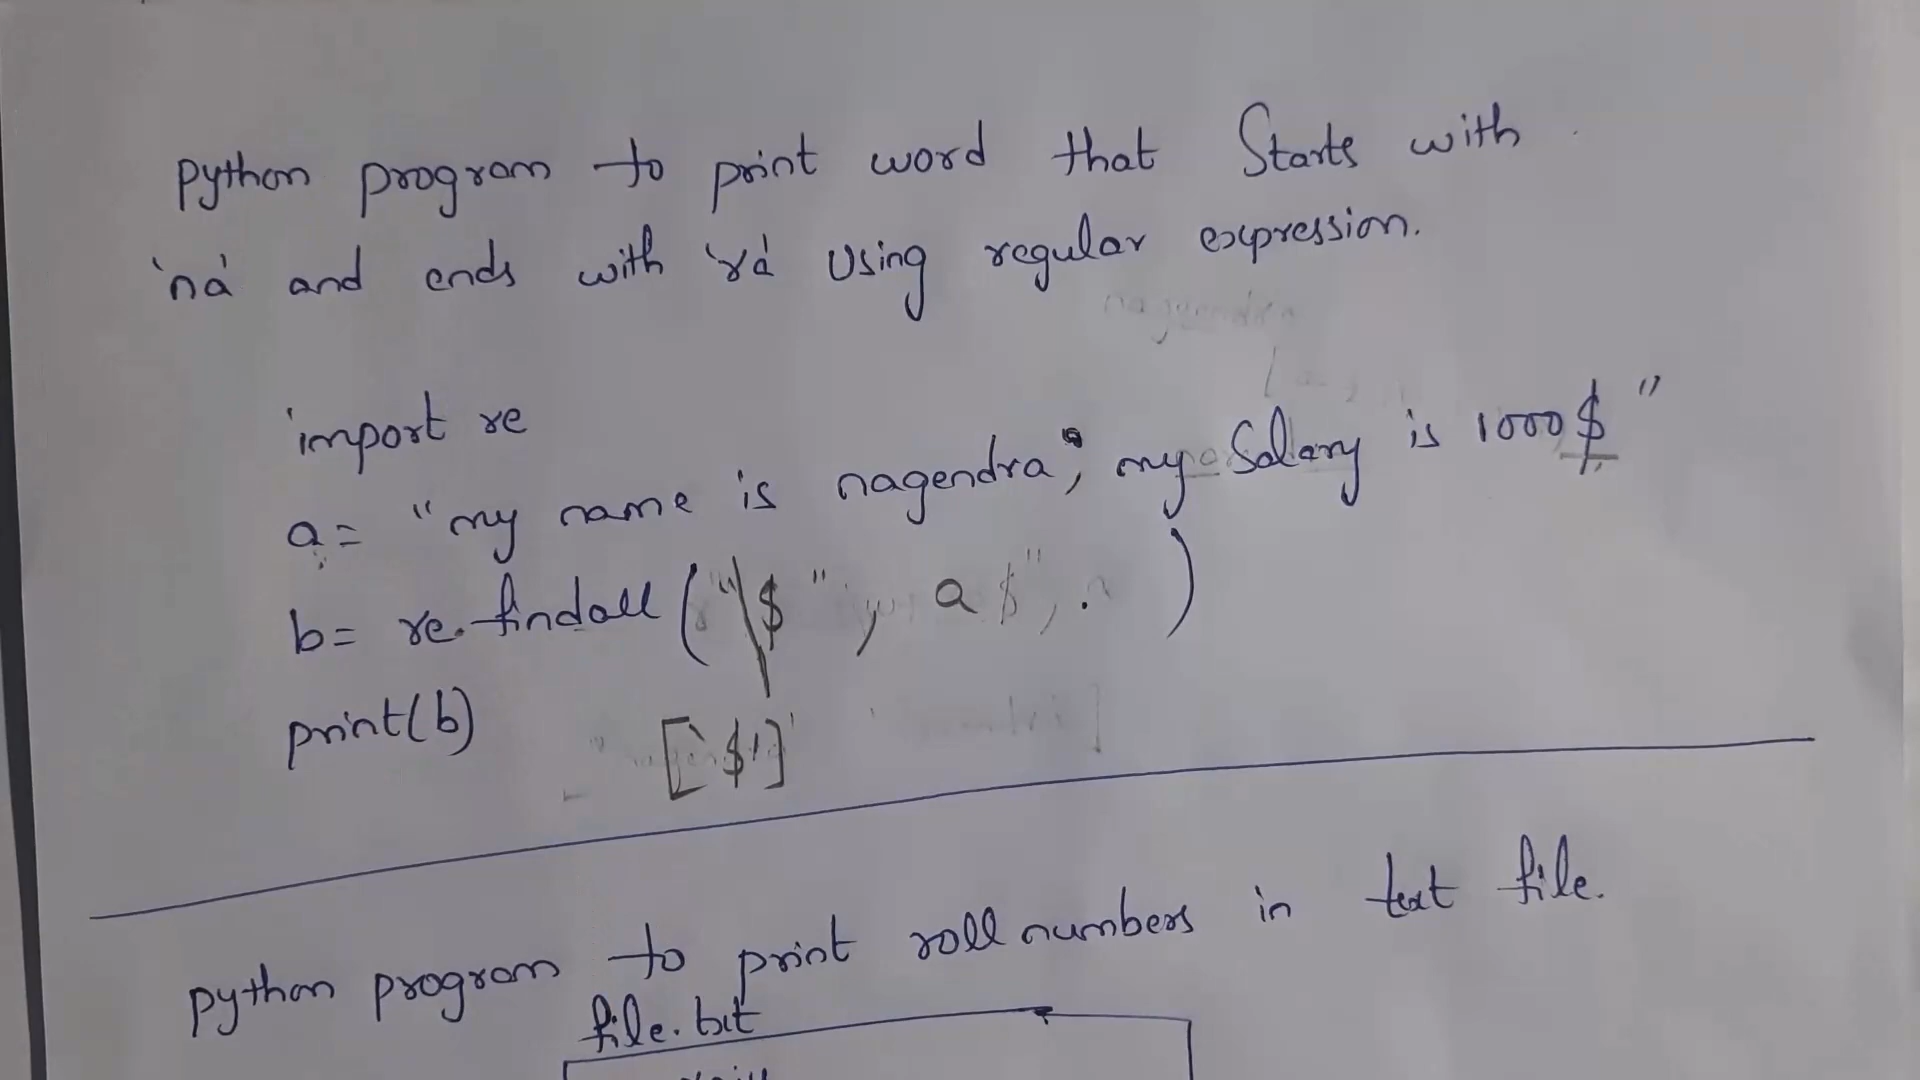 python program to print word that Starts with
'na' and ends with 'ra' Using regular expression.
import re
a= "my name is nagendra", my Salary is 1000$"
b= re.findall("\$", a )
print(b)
['$']
python program to print roll numbers in text file.
file.txt